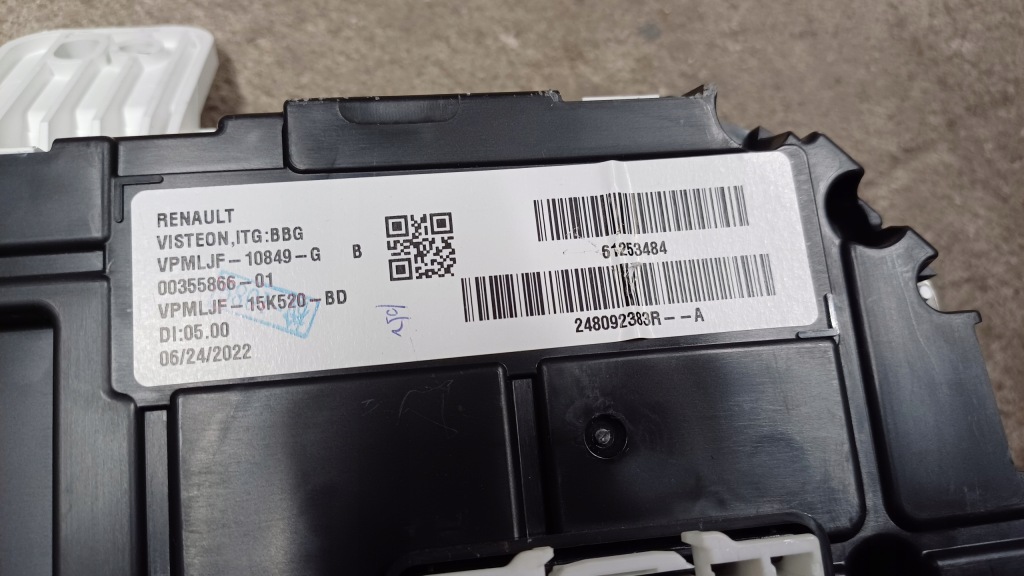 RENAULT
VISTEON,ITG:BBG
VPMLJF-10849-G B
00355866-01
VPMLJF-15K520-BD
DI:05.00
06/24/2022
61253484
248092383R--A